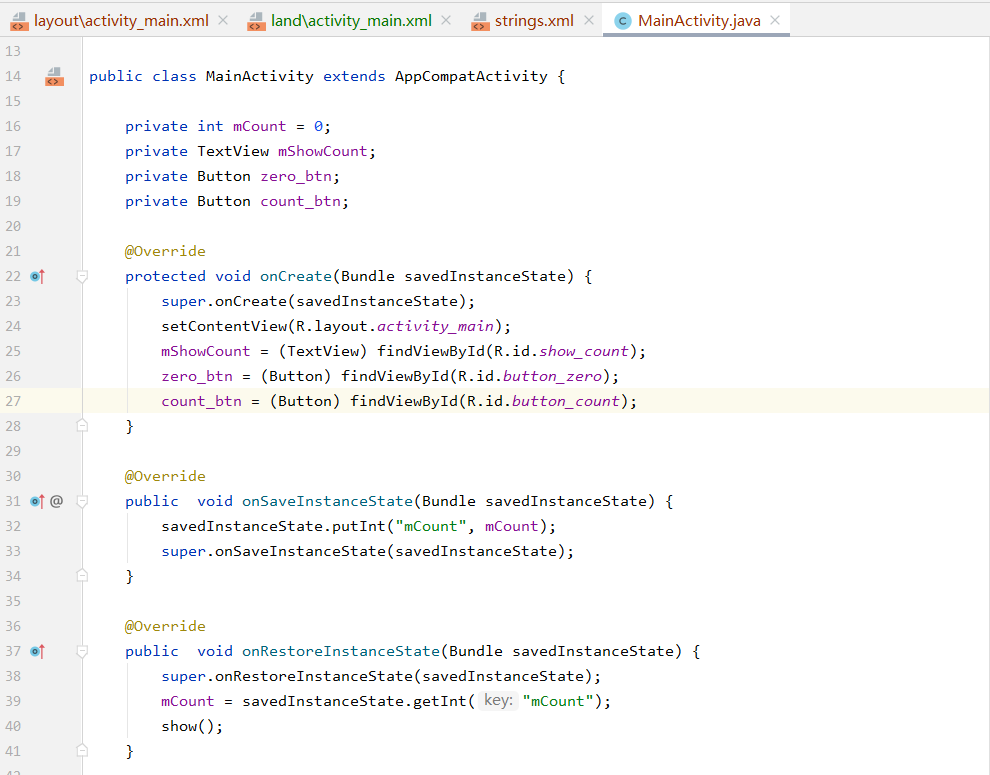 layout\activity_main.xml land\activity_main.xml strings.xml C MainActivity.java
13
14 public class MainActivity extends AppCompatActivity {
15
16 private int mCount = 0;
17 private TextView mShowCount;
18 private Button zero_btn;
19 private Button count_btn;
20
21 @Override
22 protected void onCreate(Bundle savedInstanceState) {
23 super.onCreate(savedInstanceState);
24 setContentView(R.layout.activity_main);
25 mShowCount = (TextView) findViewById(R.id.show_count);
26 zero_btn = (Button) findViewById(R.id.button_zero);
27 count_btn = (Button) findViewById(R.id.button_count);
28 }
29
30 @Override
31 @ public  void onSaveInstanceState(Bundle savedInstanceState) {
32 savedInstanceState.putInt("mCount", mCount);
33 super.onSaveInstanceState(savedInstanceState);
34 }
35
36 @Override
37 public  void onRestoreInstanceState(Bundle savedInstanceState) {
38 super.onRestoreInstanceState(savedInstanceState);
39 mCount = savedInstanceState.getInt( key: "mCount");
40 show();
41 }
42